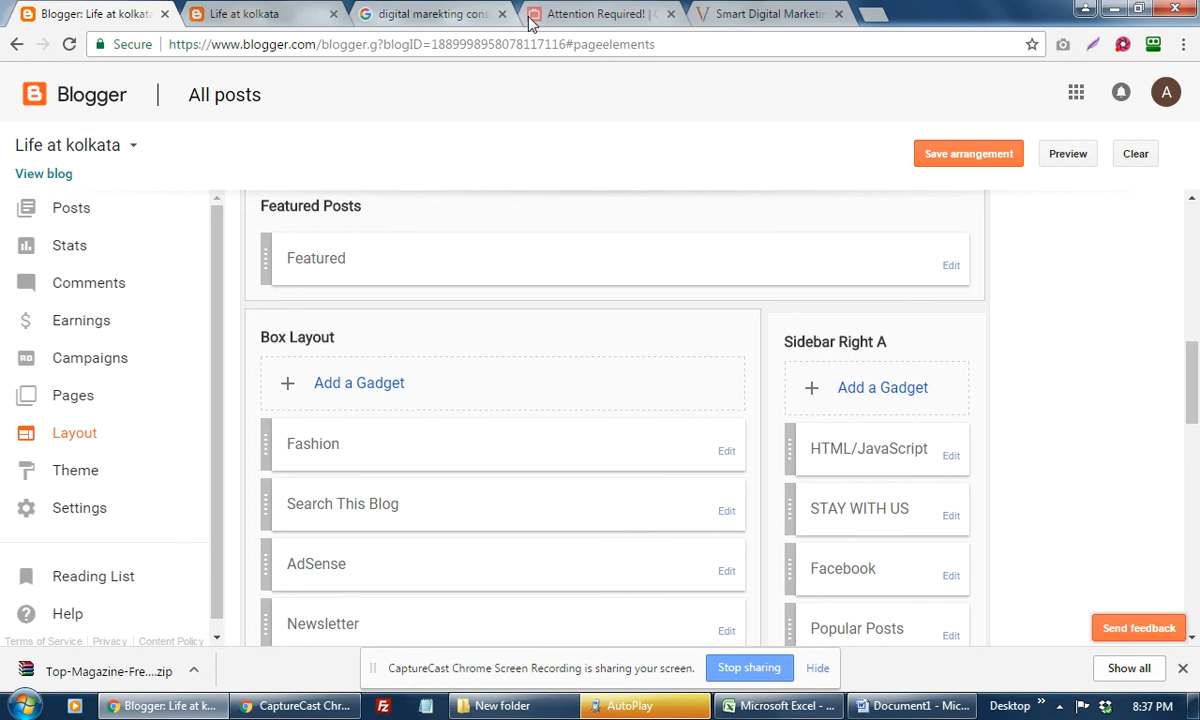 Blogger: Life at kolkata
Life at kolkata
digital marekting cons
Attention Required! | C
Smart Digital Marketin
Secure
https://www.blogger.com/blogger.g?blogID=1889998958078117116#pageelements
Blogger | All posts
A
Life at kolkata
Save arrangement
Preview
Clear
View blog
Posts
Stats
Comments
Earnings
Campaigns
Pages
Layout
Theme
Settings
Reading List
Help
Terms of Service | Privacy | Content Policy
Featured Posts
Featured
Edit
Box Layout
Add a Gadget
Fashion
Edit
Search This Blog
Edit
AdSense
Edit
Newsletter
Edit
Sidebar Right A
Add a Gadget
HTML/JavaScript
Edit
STAY WITH US
Edit
Facebook
Edit
Popular Posts
Edit
Send feedback
Top-Magazine-Fre....zip
CaptureCast Chrome Screen Recording is sharing your screen.
Stop sharing
Hide
Show all
Blogger: Life at k...
CaptureCast Chr...
New folder
AutoPlay
Microsoft Excel - ...
Document1 - Mic...
Desktop
8:37 PM